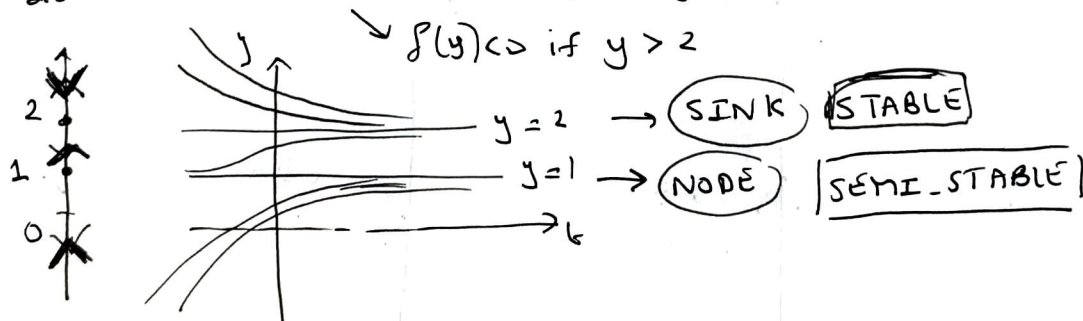 f(y)<0 if y > 2
y
2
y = 2 → SINK STABLE
1
y=1 → NODE SEMI_STABLE
0
t